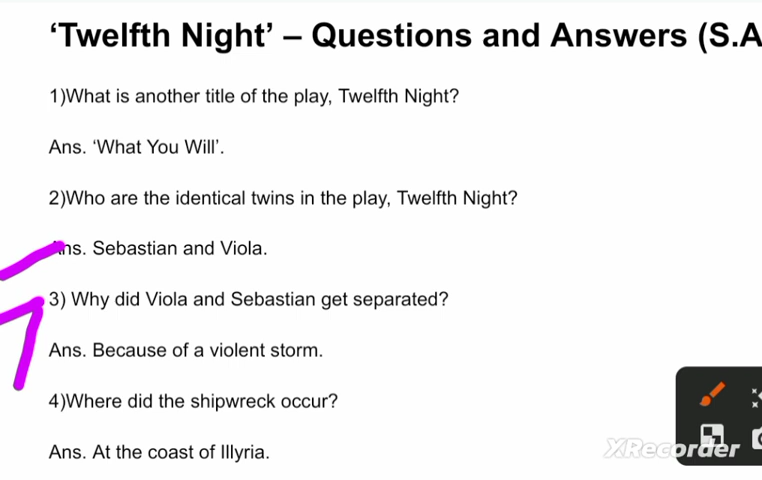 ‘Twelfth Night’ – Questions and Answers (S.A
1)What is another title of the play, Twelfth Night?
Ans. ‘What You Will’.
2)Who are the identical twins in the play, Twelfth Night?
Ans. Sebastian and Viola.
3) Why did Viola and Sebastian get separated?
Ans. Because of a violent storm.
4)Where did the shipwreck occur?
Ans. At the coast of Illyria.
XRecorder